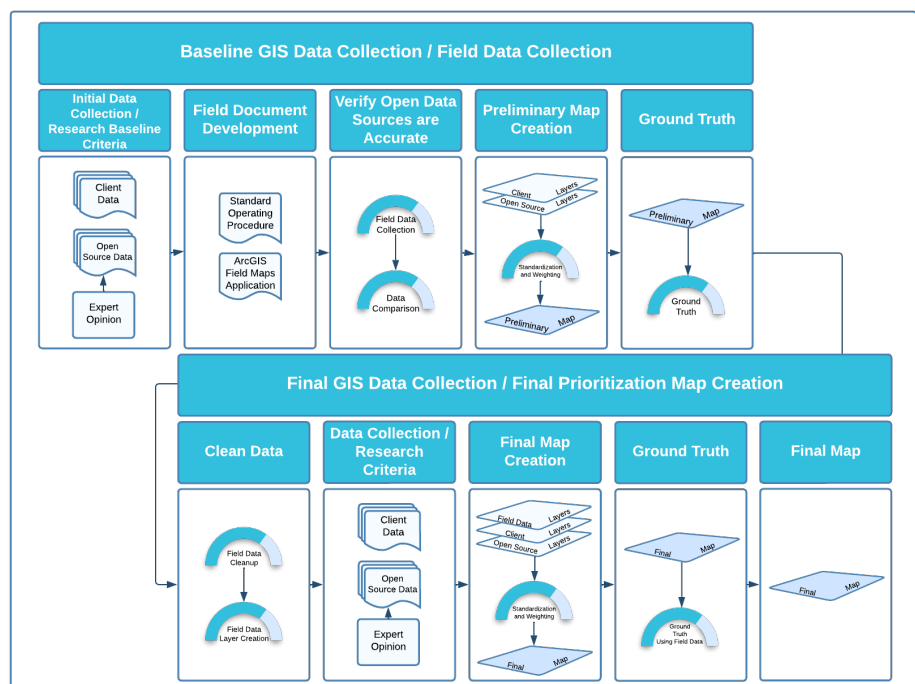 Baseline GIS Data Collection / Field Data Collection
Initial Data
Collection /
Research Baseline
Criteria
Field Document
Development
Verify Open Data
Sources are
Accurate
Preliminary Map
Creation
Ground Truth
Client
Data
Open
Source Data
Expert
Opinion
Standard
Operating
Procedure
ArcGIS
Field Maps
Application
Field Data
Collection
Data
Comparison
Client Layers
Open Source Layers
Standardization
and Weighting
Preliminary Map
Preliminary Map
Ground
Truth
Final GIS Data Collection / Final Prioritization Map Creation
Clean Data
Data Collection /
Research
Criteria
Final Map
Creation
Ground Truth
Final Map
Field Data
Cleanup
Field Data
Layer Creation
Client
Data
Open
Source Data
Expert
Opinion
Field Data Layers
Client Layers
Open Source Layers
Standardization
and Weighting
Final Map
Final Map
Ground
Truth
Using Field Data
Final Map